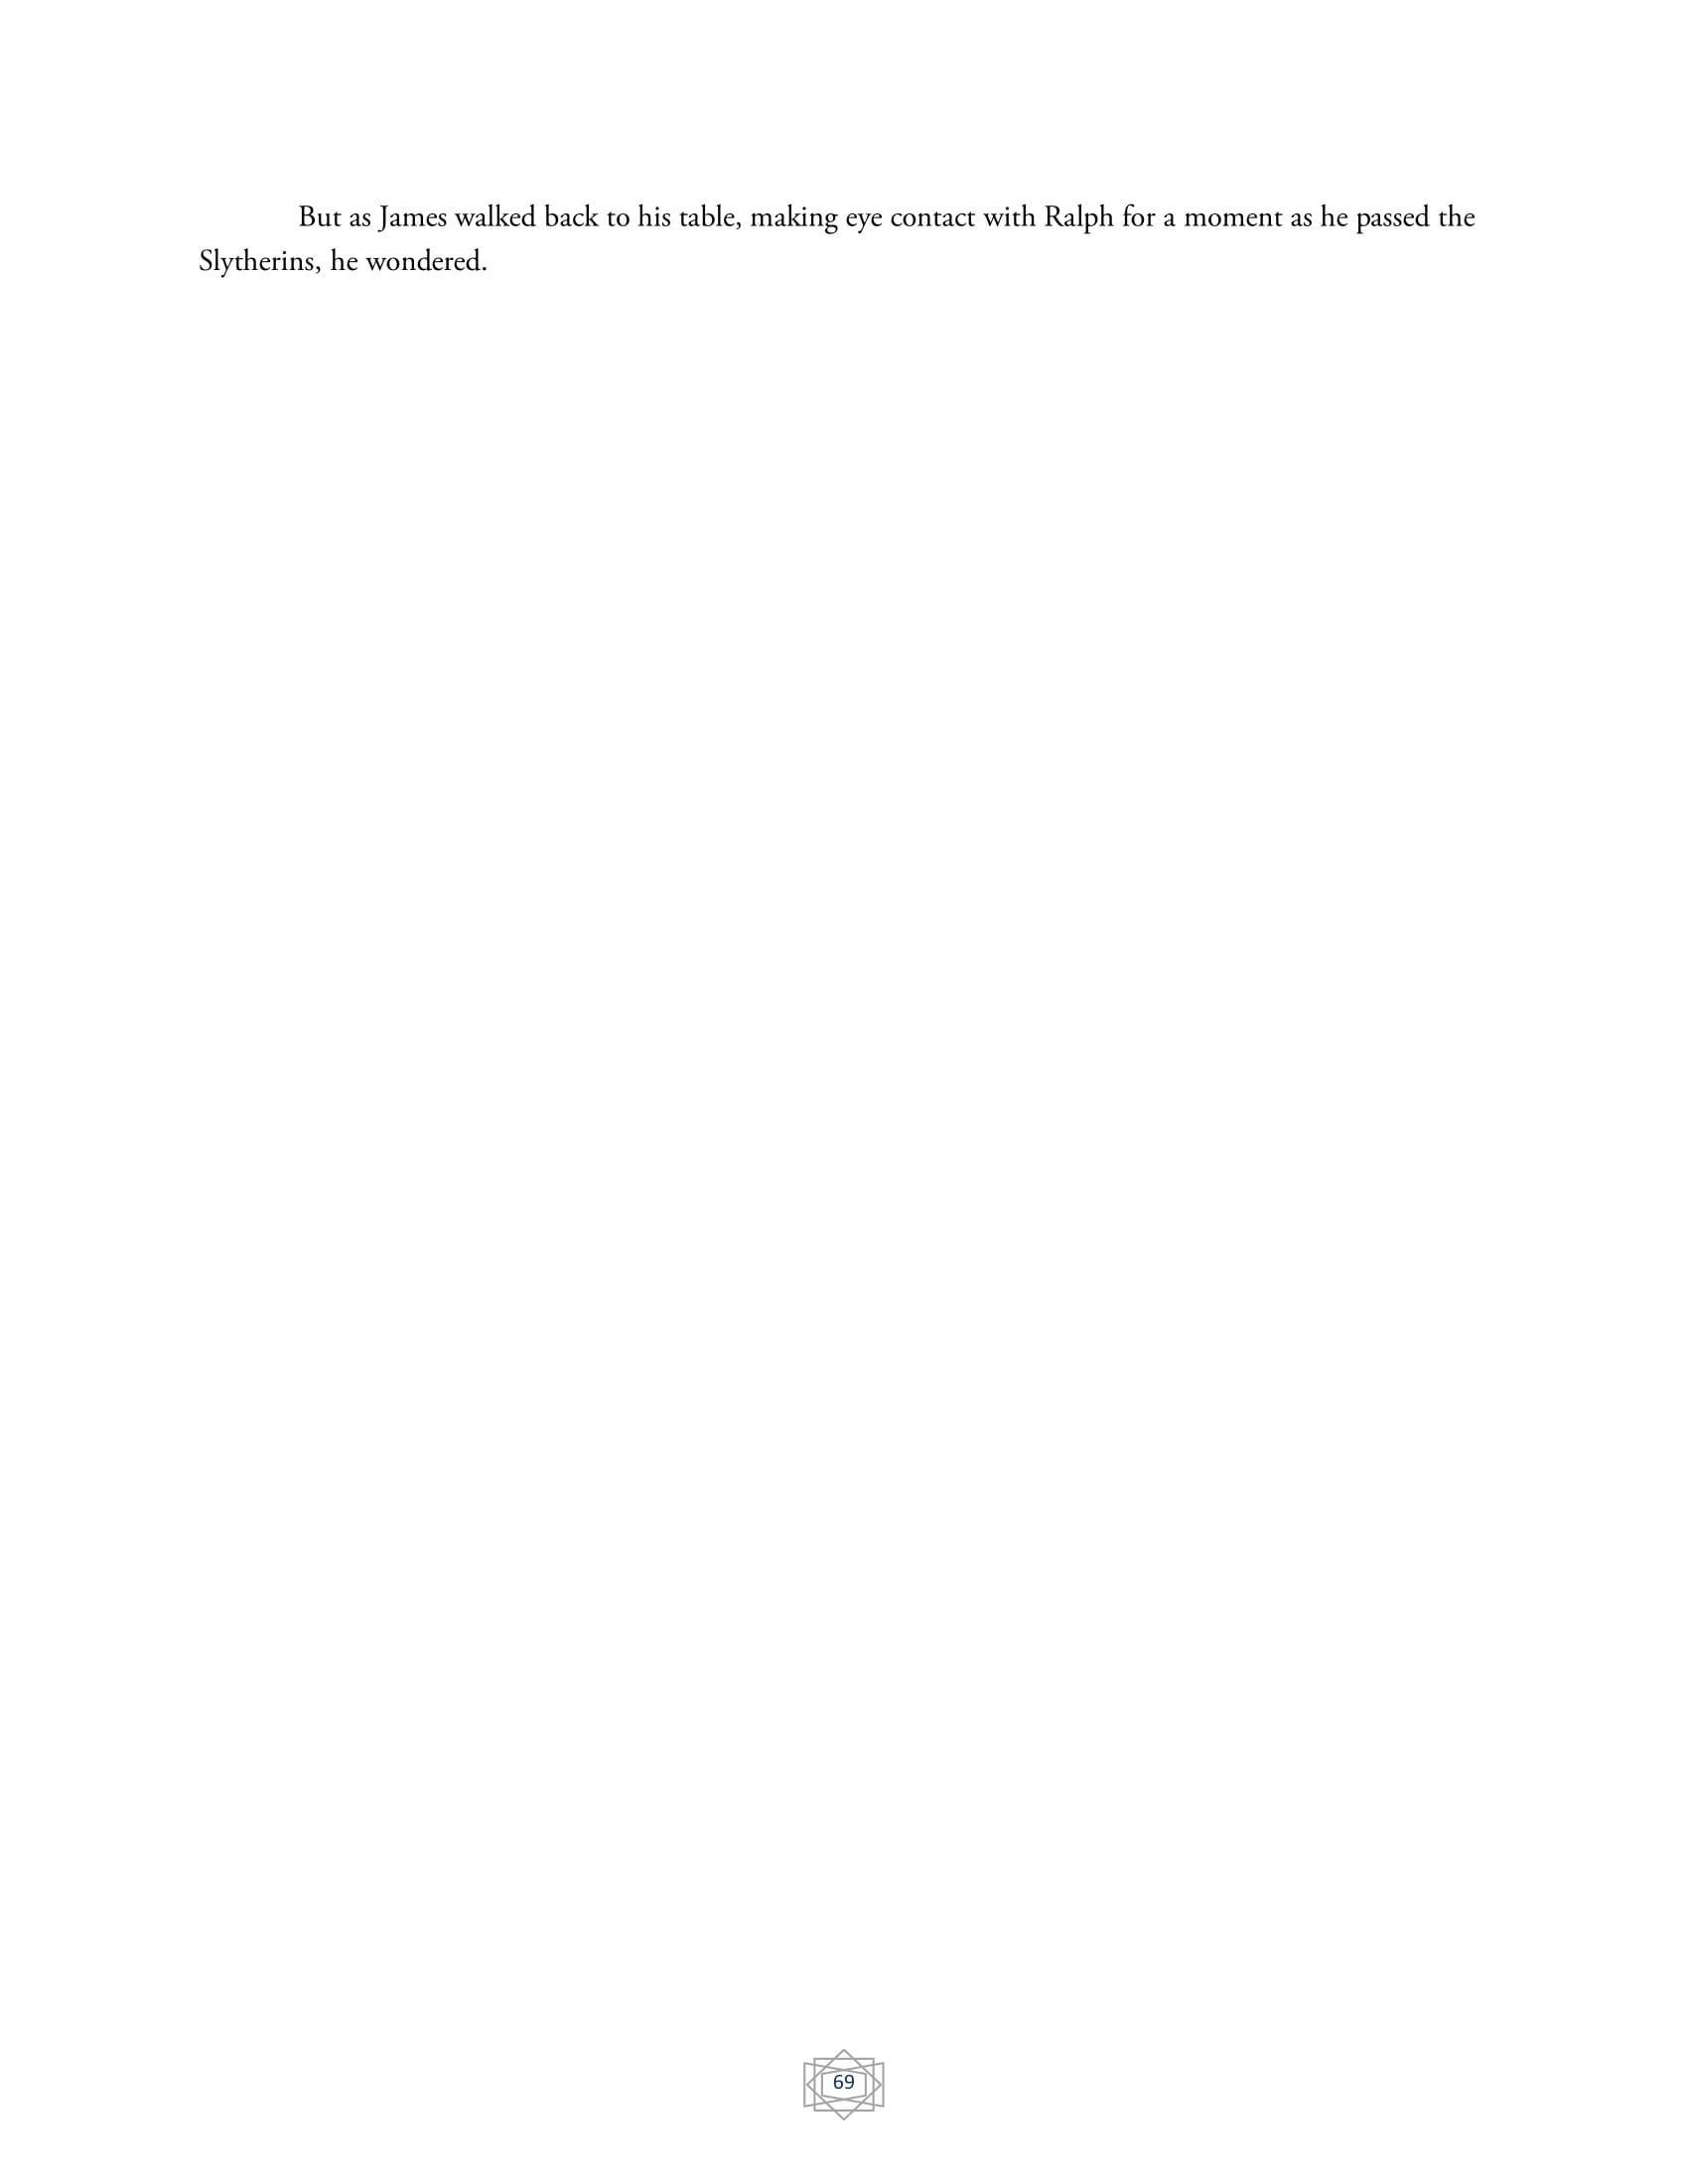 But as James walked back to his table, making eye contact with Ralph for a moment as he passed the
Slytherins, he wondered.
69